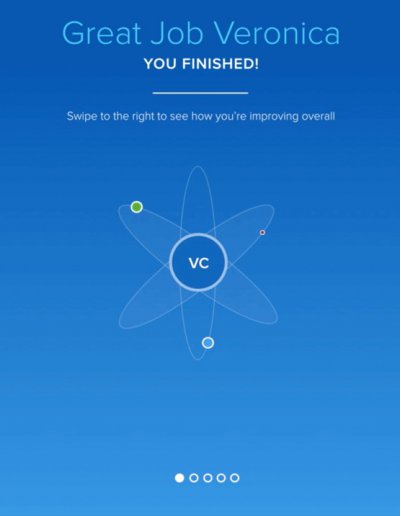 Great Job Veronica
YOU FINISHED!
Swipe to the right to see how you're improving overall
VC